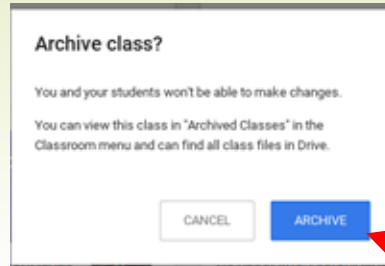 Archive class?
You and your students won't be able to make changes.
You can view this class in "Archived Classes" in the
Classroom menu and can find all class files in Drive.
CANCEL
ARCHIVE